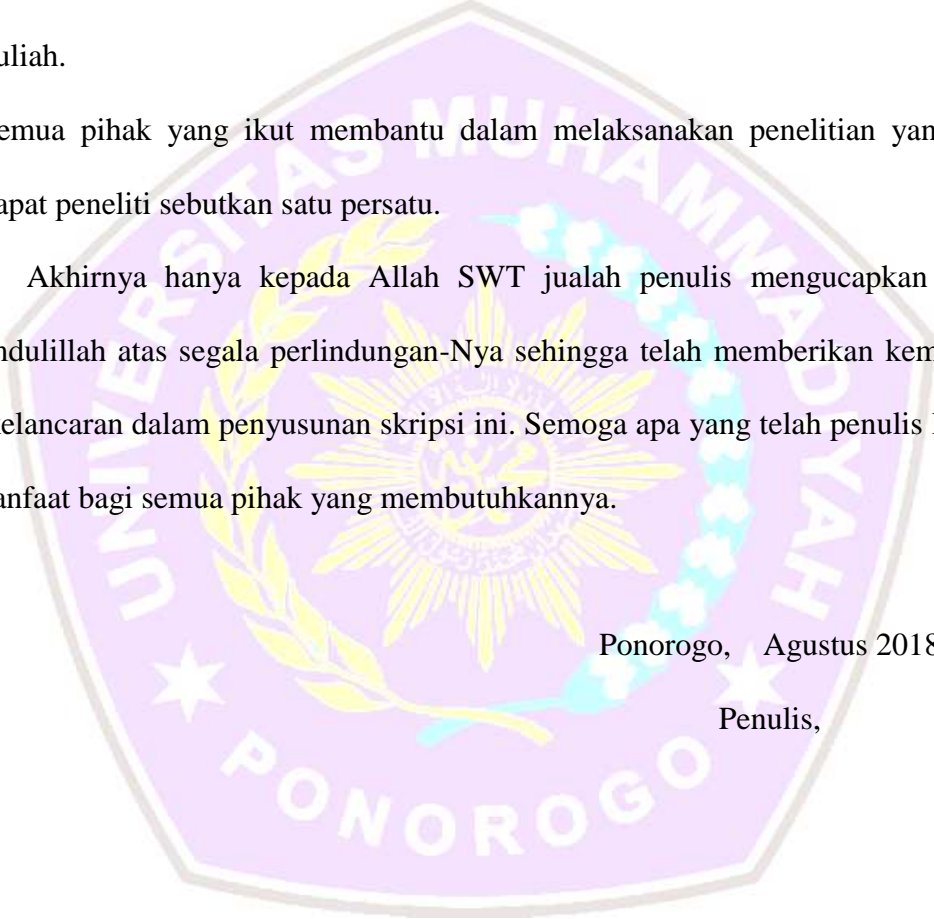 uliah.
emua pihak yang ikut membantu dalam melaksanakan penelitian yan
apat peneliti sebutkan satu persatu.
Akhirnya hanya kepada Allah SWT jualah penulis mengucapkan
ndulillah atas segala perlindungan-Nya sehingga telah memberikan kem
elancaran dalam penyusunan skripsi ini. Semoga apa yang telah penulis
anfaat bagi semua pihak yang membutuhkannya.
Ponorogo, Agustus 2018
Penulis,
UNIVERSITAS MUHAMMADIYAH
PONOROGO